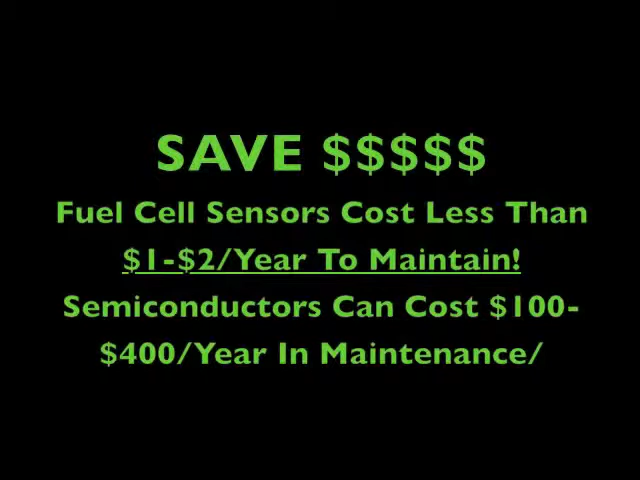 SAVE $$$$$
Fuel Cell Sensors Cost Less Than
$1-$2/Year To Maintain!
Semiconductors Can Cost $100-
$400/Year In Maintenance/